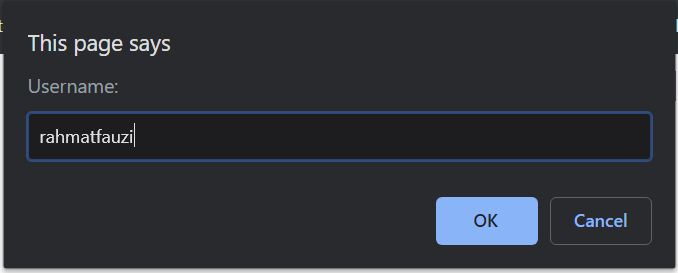 This page says
Username:
rahmatfauzi
OK
Cancel